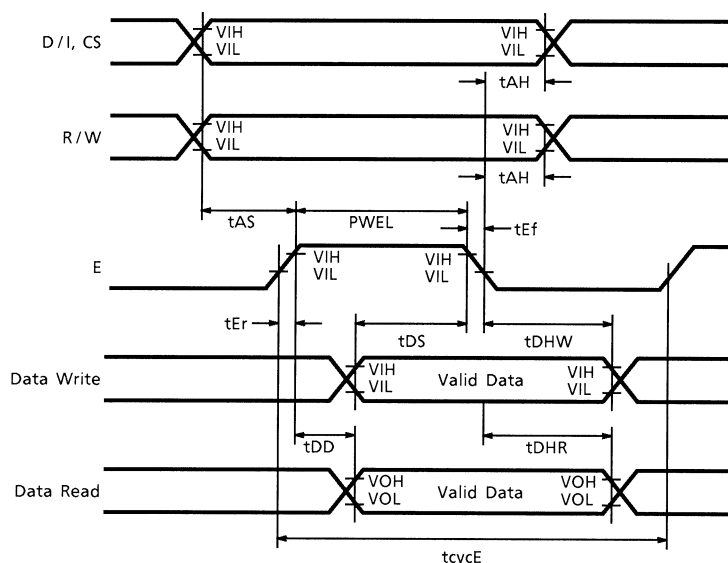 D/I, CS
VIH
VIL
VIH
VIL
tAH
R/W
VIH
VIL
VIH
VIL
tAH
tAS
PWEL
tEf
E
VIH
VIL
VIH
VIL
tEr
tDS
tDHW
Data Write
VIH
VIL
Valid Data
VIH
VIL
tDD
tDHR
Data Read
VOH
VOL
Valid Data
VOH
VOL
tcvcE